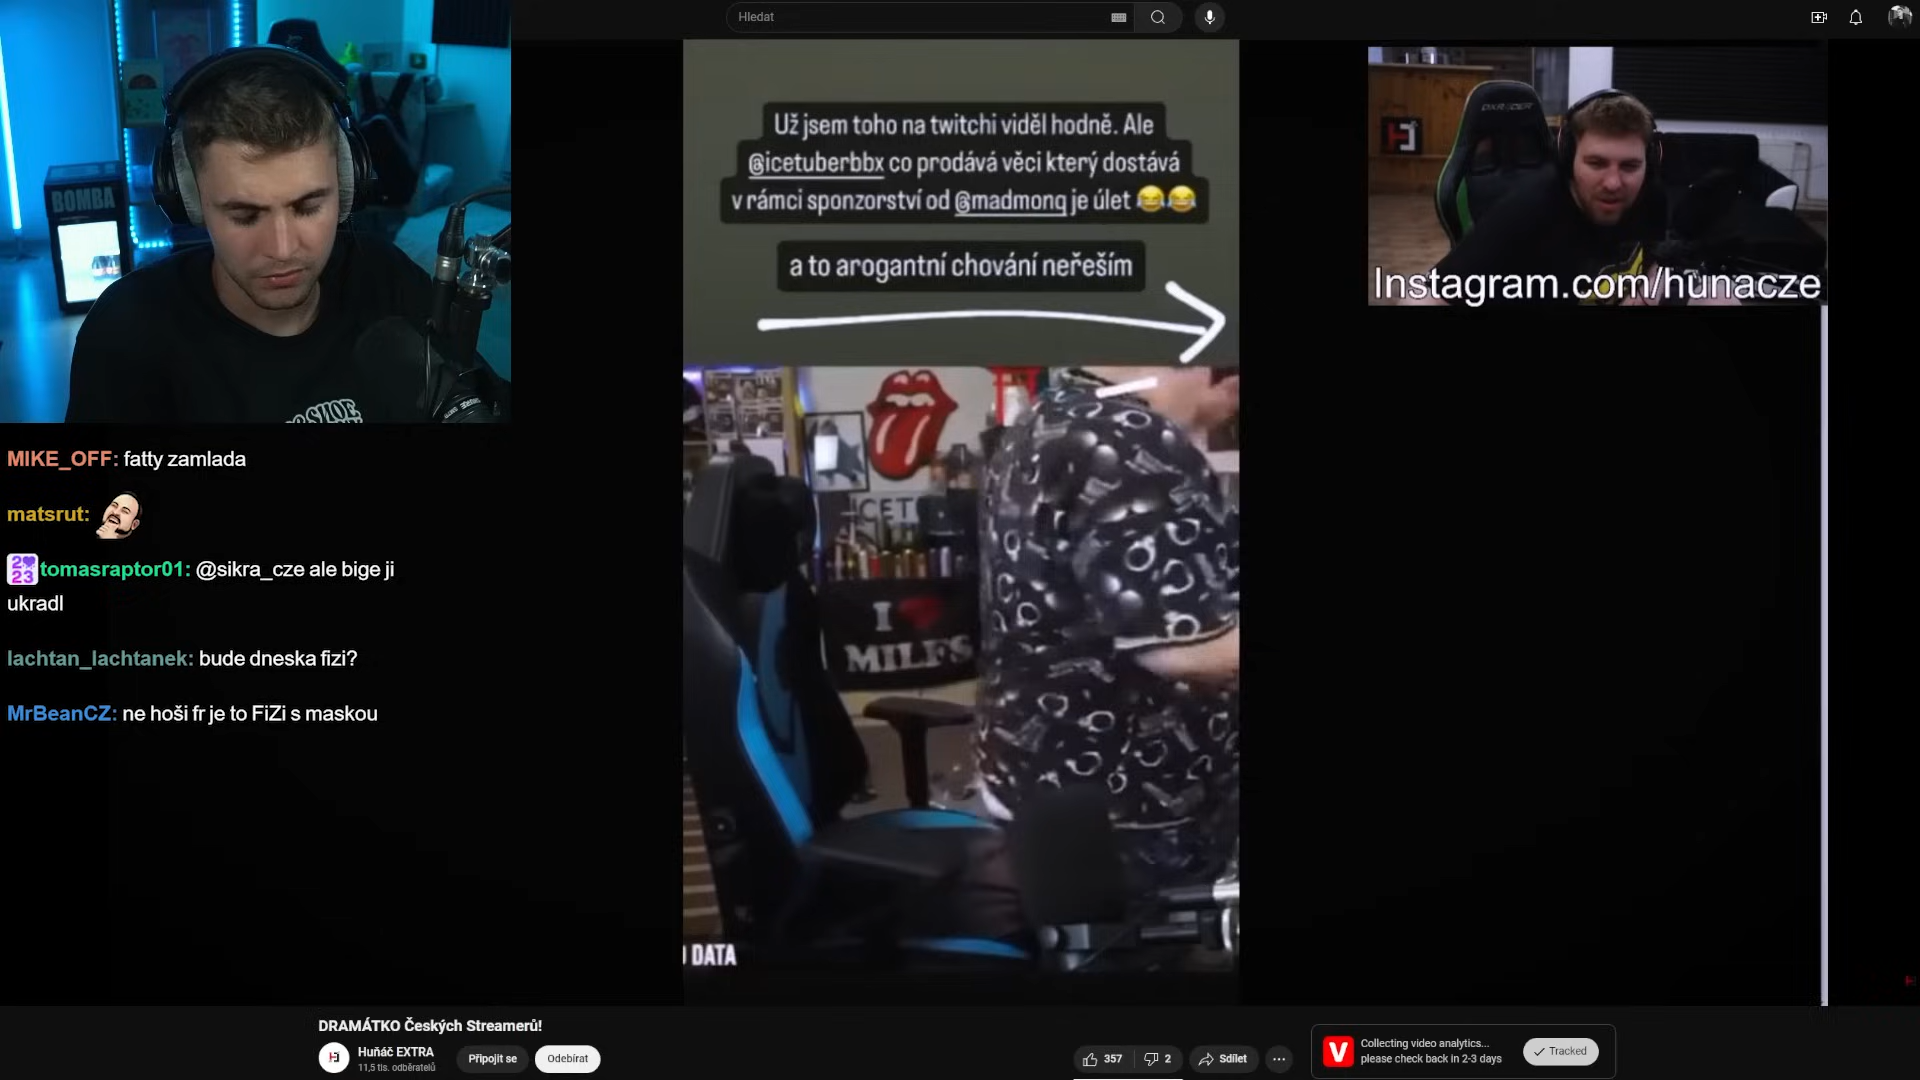 Hledat
BOMBA
Už jsem toho na twitchi viděl hodně. Ale
@icetuberbbx co prodává věci který dostává
v rámci sponzorství od @madmonq je úlet 😂😂
a to arogantní chování neřeším
DXRACER
Instagram.com/hunacze
MIKE_OFF: fatty zamlada
matsrut:
2023 tomasraptor01: @sikra_cze ale bige ji
ukradl
lachtan_lachtanek: bude dneska fizi?
MrBeanCZ: ne hoši fr je to FiZi s maskou
I ❤ MILFS
DATA
DRAMÁTKO Českých Streamerů!
Huňáč EXTRA
11,5 tis. odběratelů
Připojit se
Odebírat
357
2
Sdílet
Collecting video analytics...
please check back in 2-3 days
Tracked